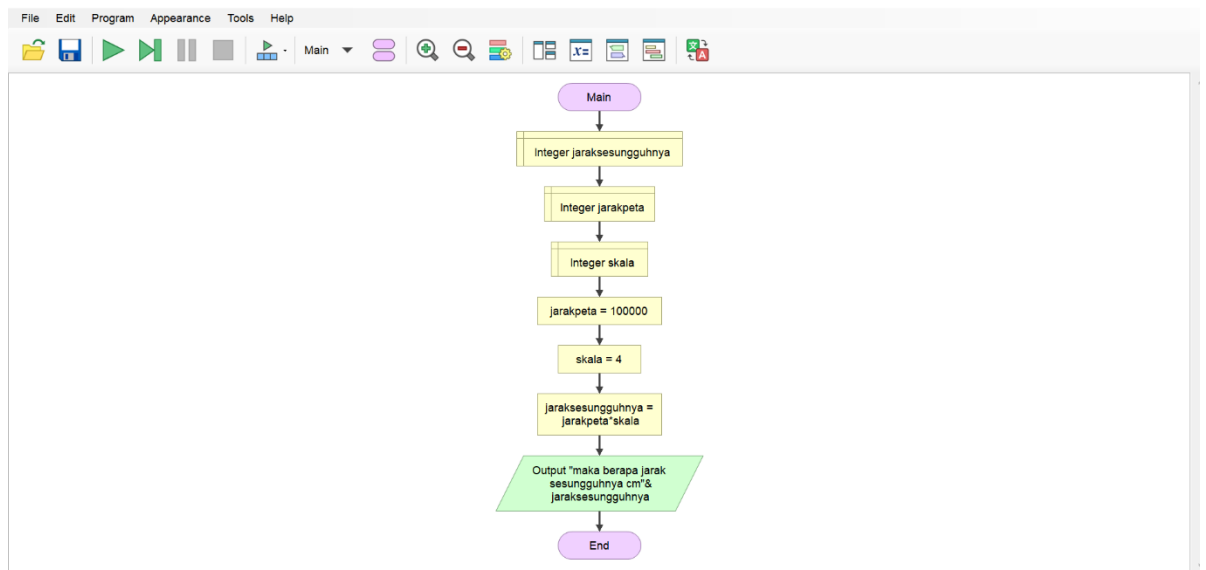 File Edit Program Appearance Tools Help
Main
x=
文 A
Main
Integer jaraksesungguhnya
Integer jarakpeta
Integer skala
jarakpeta = 100000
skala = 4
jaraksesungguhnya =
jarakpeta*skala
Output "maka berapa jarak
sesungguhnya cm"&
jaraksesungguhnya
End